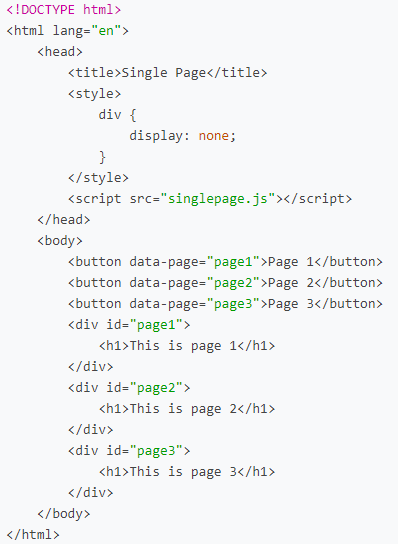 <!DOCTYPE html>
<html lang="en">
    <head>
        <title>Single Page</title>
        <style>
            div {
                display: none;
            }
        </style>
        <script src="singlepage.js"></script>
    </head>
    <body>
        <button data-page="page1">Page 1</button>
        <button data-page="page2">Page 2</button>
        <button data-page="page3">Page 3</button>
        <div id="page1">
            <h1>This is page 1</h1>
        </div>
        <div id="page2">
            <h1>This is page 2</h1>
        </div>
        <div id="page3">
            <h1>This is page 3</h1>
        </div>
    </body>
</html>